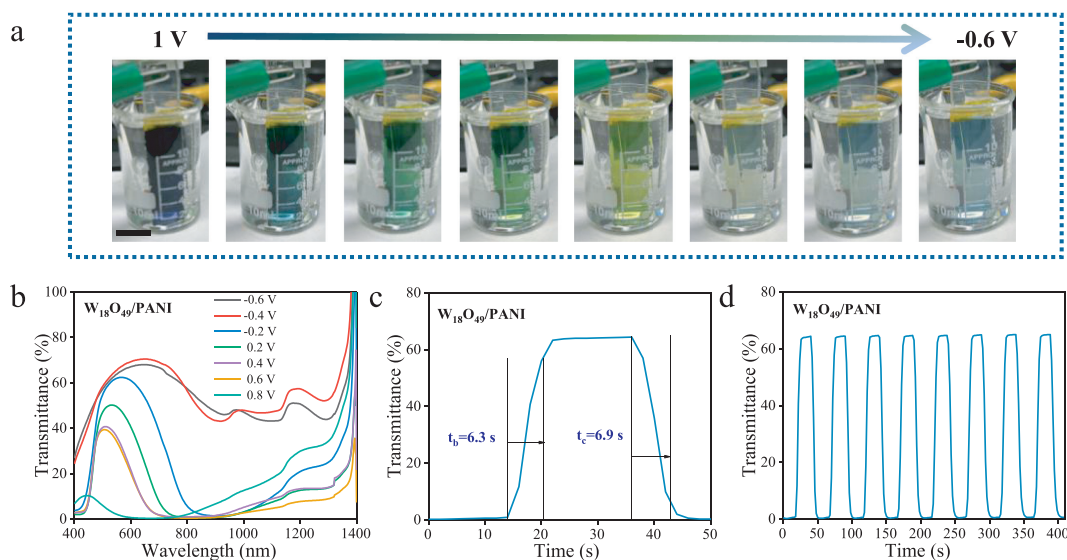 a
1 V
-0.6 V
b
W₁₈O₄₉/PANI
-0.6 V
-0.4 V
-0.2 V
0.2 V
0.4 V
0.6 V
0.8 V
Transmittance (%)
100
80
60
40
20
0
400 600 800 1000 1200 1400
Wavelength (nm)
c
W₁₈O₄₉/PANI
t_b=6.3 s
t_c=6.9 s
Transmittance (%)
80
60
40
20
0
0 10 20 30 40 50
Time (s)
d
W₁₈O₄₉/PANI
Transmittance (%)
80
60
40
20
0
0 50 100 150 200 250 300 350 400
Time (s)